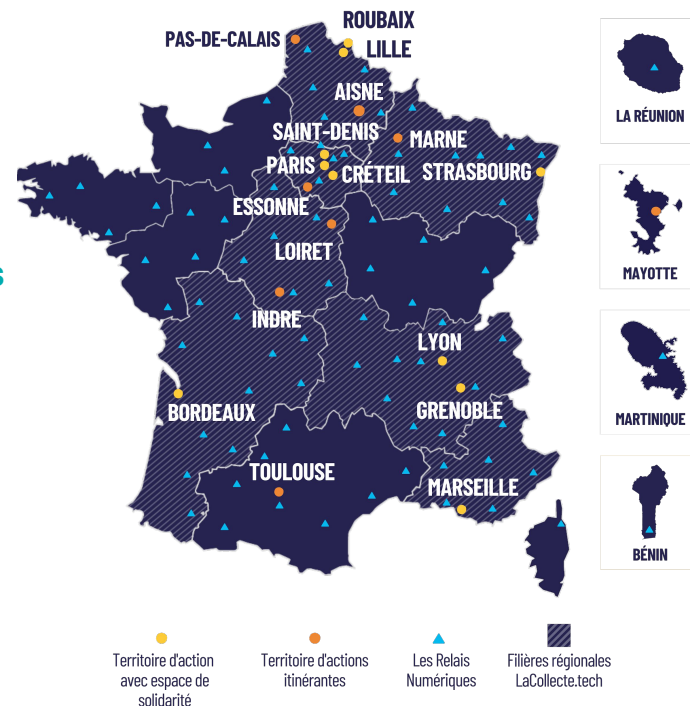 ROUBAIX
PAS-DE-CALAIS
LILLE
AISNE
SAINT-DENIS
MARNE
PARIS
CRÉTEIL
STRASBOURG
ESSONNE
LOIRET
INDRE
LYON
BORDEAUX
GRENOBLE
TOULOUSE
MARSEILLE
LA RÉUNION
MAYOTTE
MARTINIQUE
BÉNIN
S
Territoire d'action
avec espace de
solidarité
Territoire d'actions
itinérantes
Les Relais
Numériques
Filières régionales
LaCollecte.tech